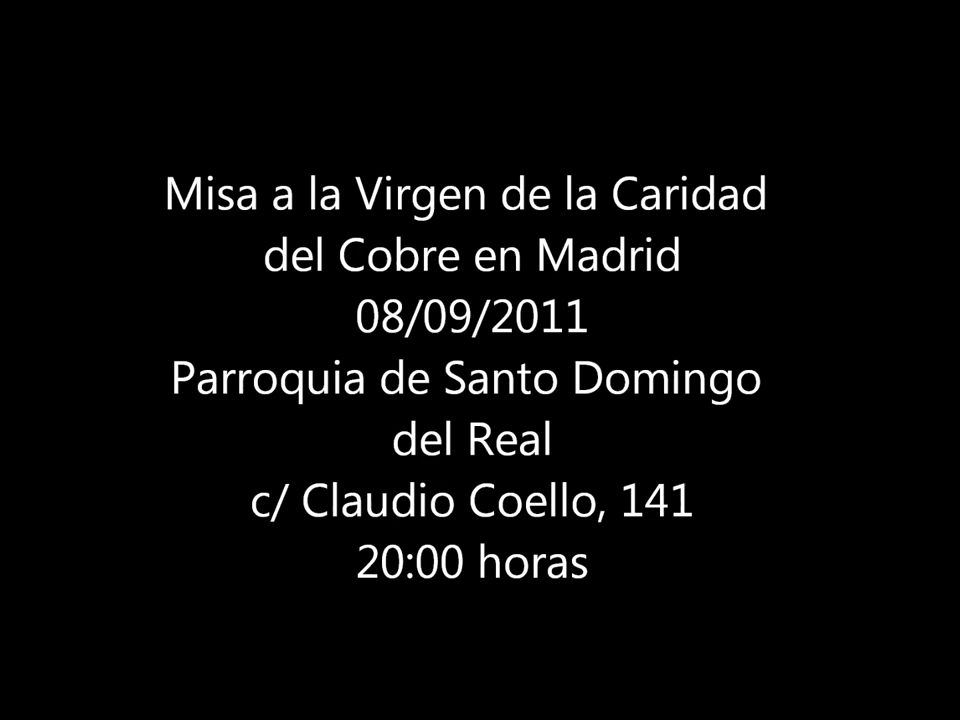 Misa a la Virgen de la Caridad
del Cobre en Madrid
08/09/2011
Parroquia de Santo Domingo
del Real
c/ Claudio Coello, 141
20:00 horas